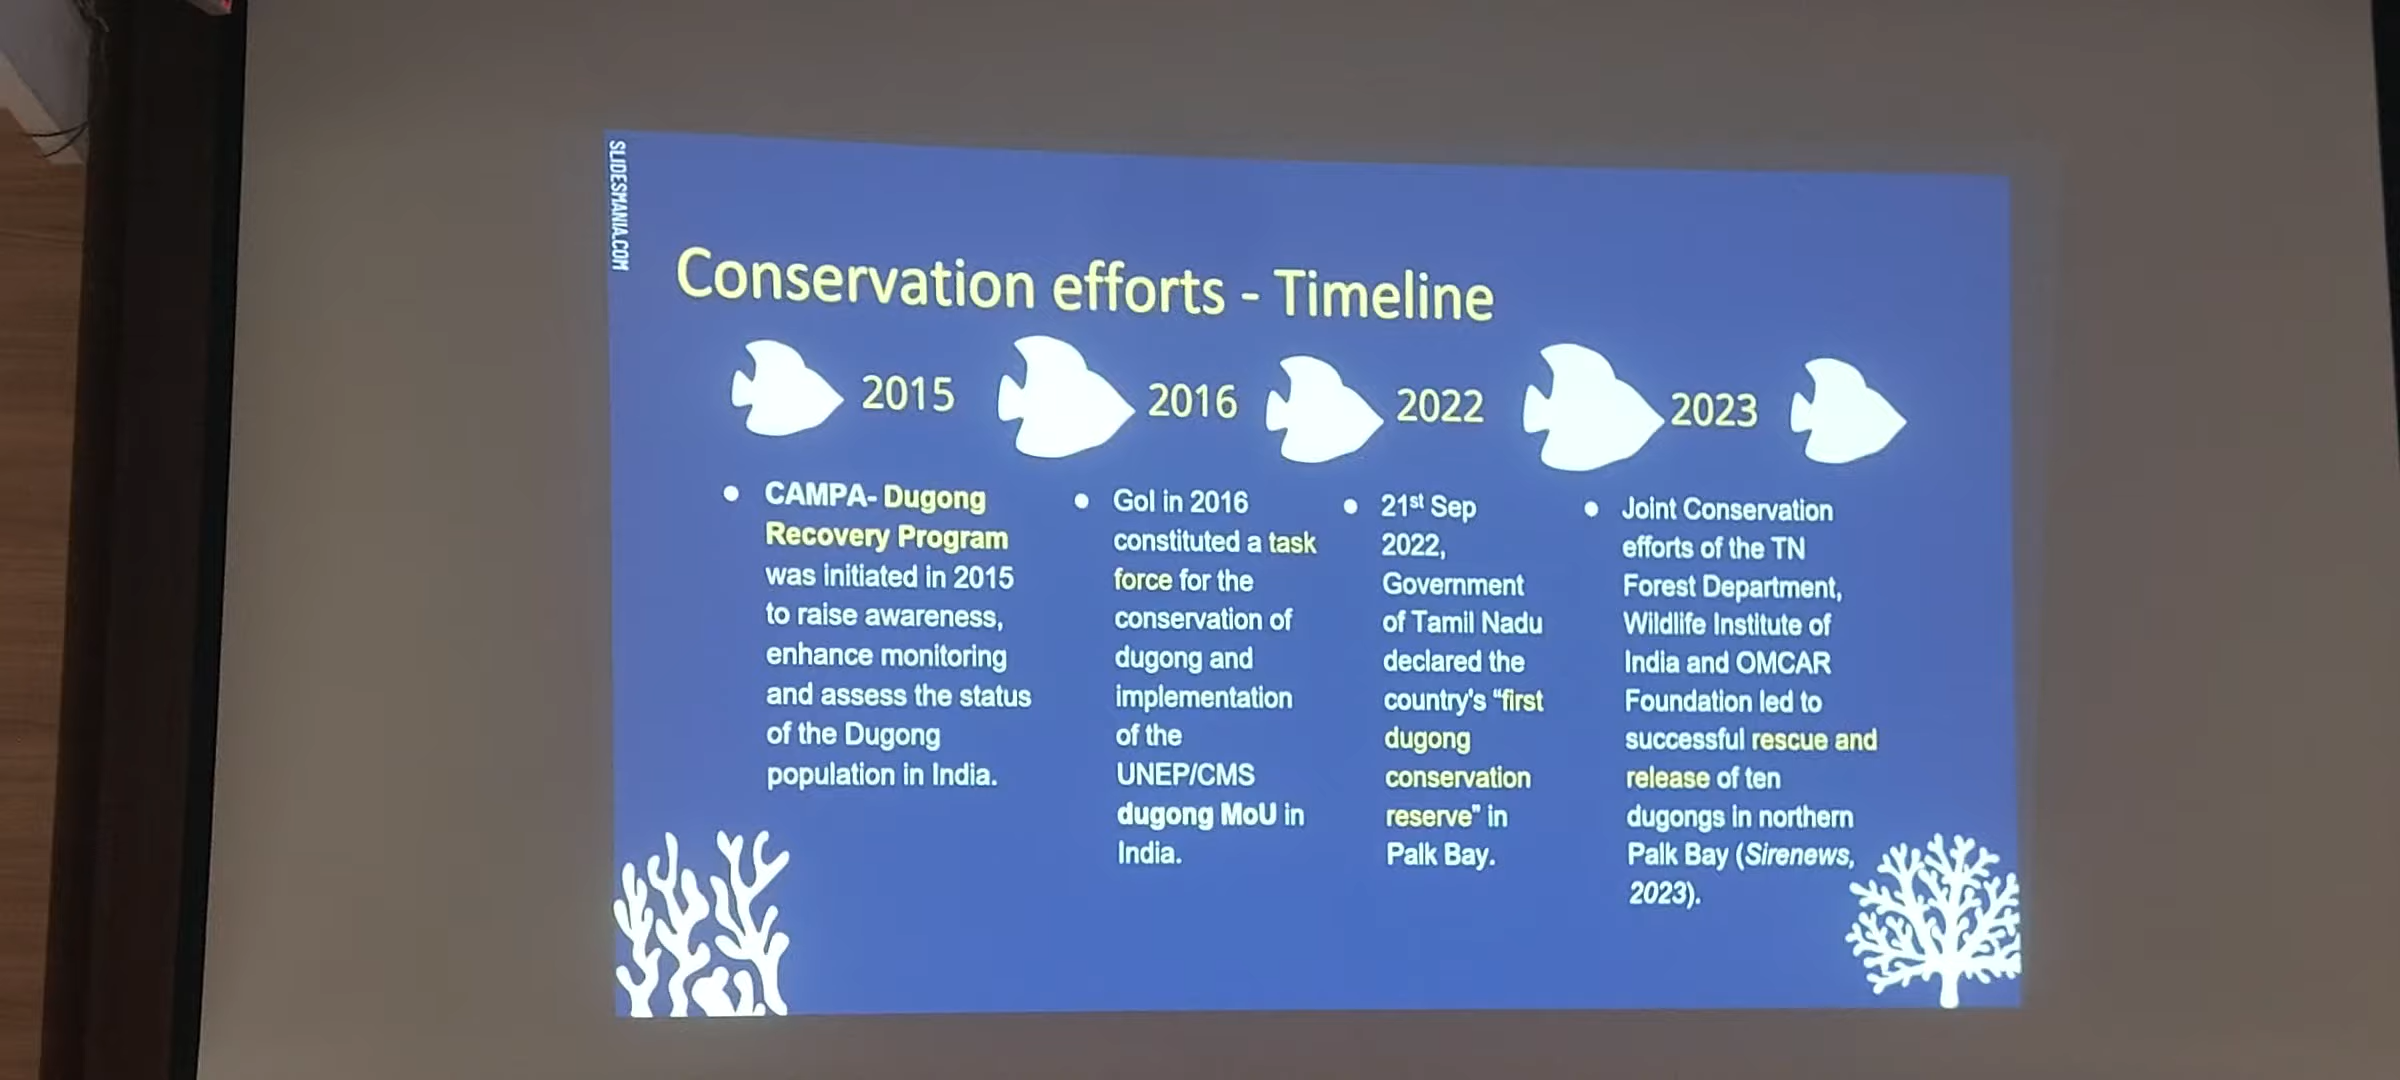 SLIDESMANIA.COM
Conservation efforts - Timeline
2015
2016
2022
2023
● CAMPA- Dugong
Recovery Program
was initiated in 2015
to raise awareness,
enhance monitoring
and assess the status
of the Dugong
population in India.
● GoI in 2016
constituted a task
force for the
conservation of
dugong and
implementation
of the
UNEP/CMS
dugong MoU in
India.
● 21st Sep
2022,
Government
of Tamil Nadu
declared the
country's “first
dugong
conservation
reserve” in
Palk Bay.
● Joint Conservation
efforts of the TN
Forest Department,
Wildlife Institute of
India and OMCAR
Foundation led to
successful rescue and
release of ten
dugongs in northern
Palk Bay (Sirenews,
2023).